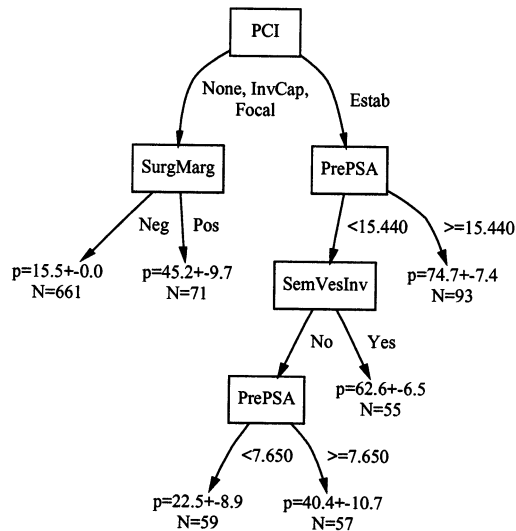 PCI
None, InvCap,
Focal
Estab
SurgMarg
PrePSA
Neg
Pos
<15.440
>=15.440
p=15.5+-0.0
N=661
p=45.2+-9.7
N=71
SemVesInv
p=74.7+-7.4
N=93
No
Yes
PrePSA
p=62.6+-6.5
N=55
<7.650
>=7.650
p=22.5+-8.9
N=59
p=40.4+-10.7
N=57